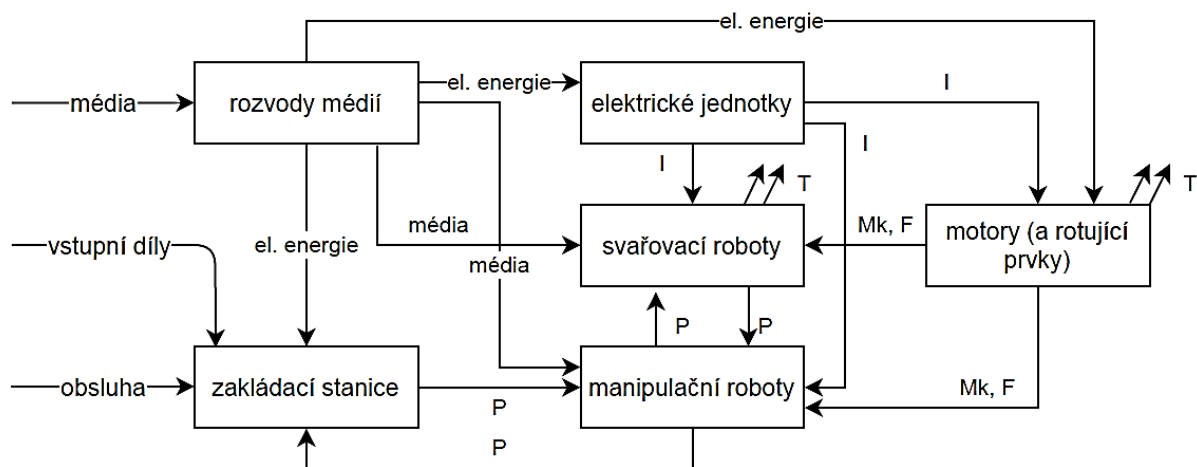 el. energie
média
rozvody médií
el. energie
elektrické jednotky
I
I
I
T
T
vstupní díly
el. energie
média
média
svařovací roboty
Mk, F
motory (a rotující
prvky)
P
P
obsluha
zakládací stanice
P
P
manipulační roboty
Mk, F